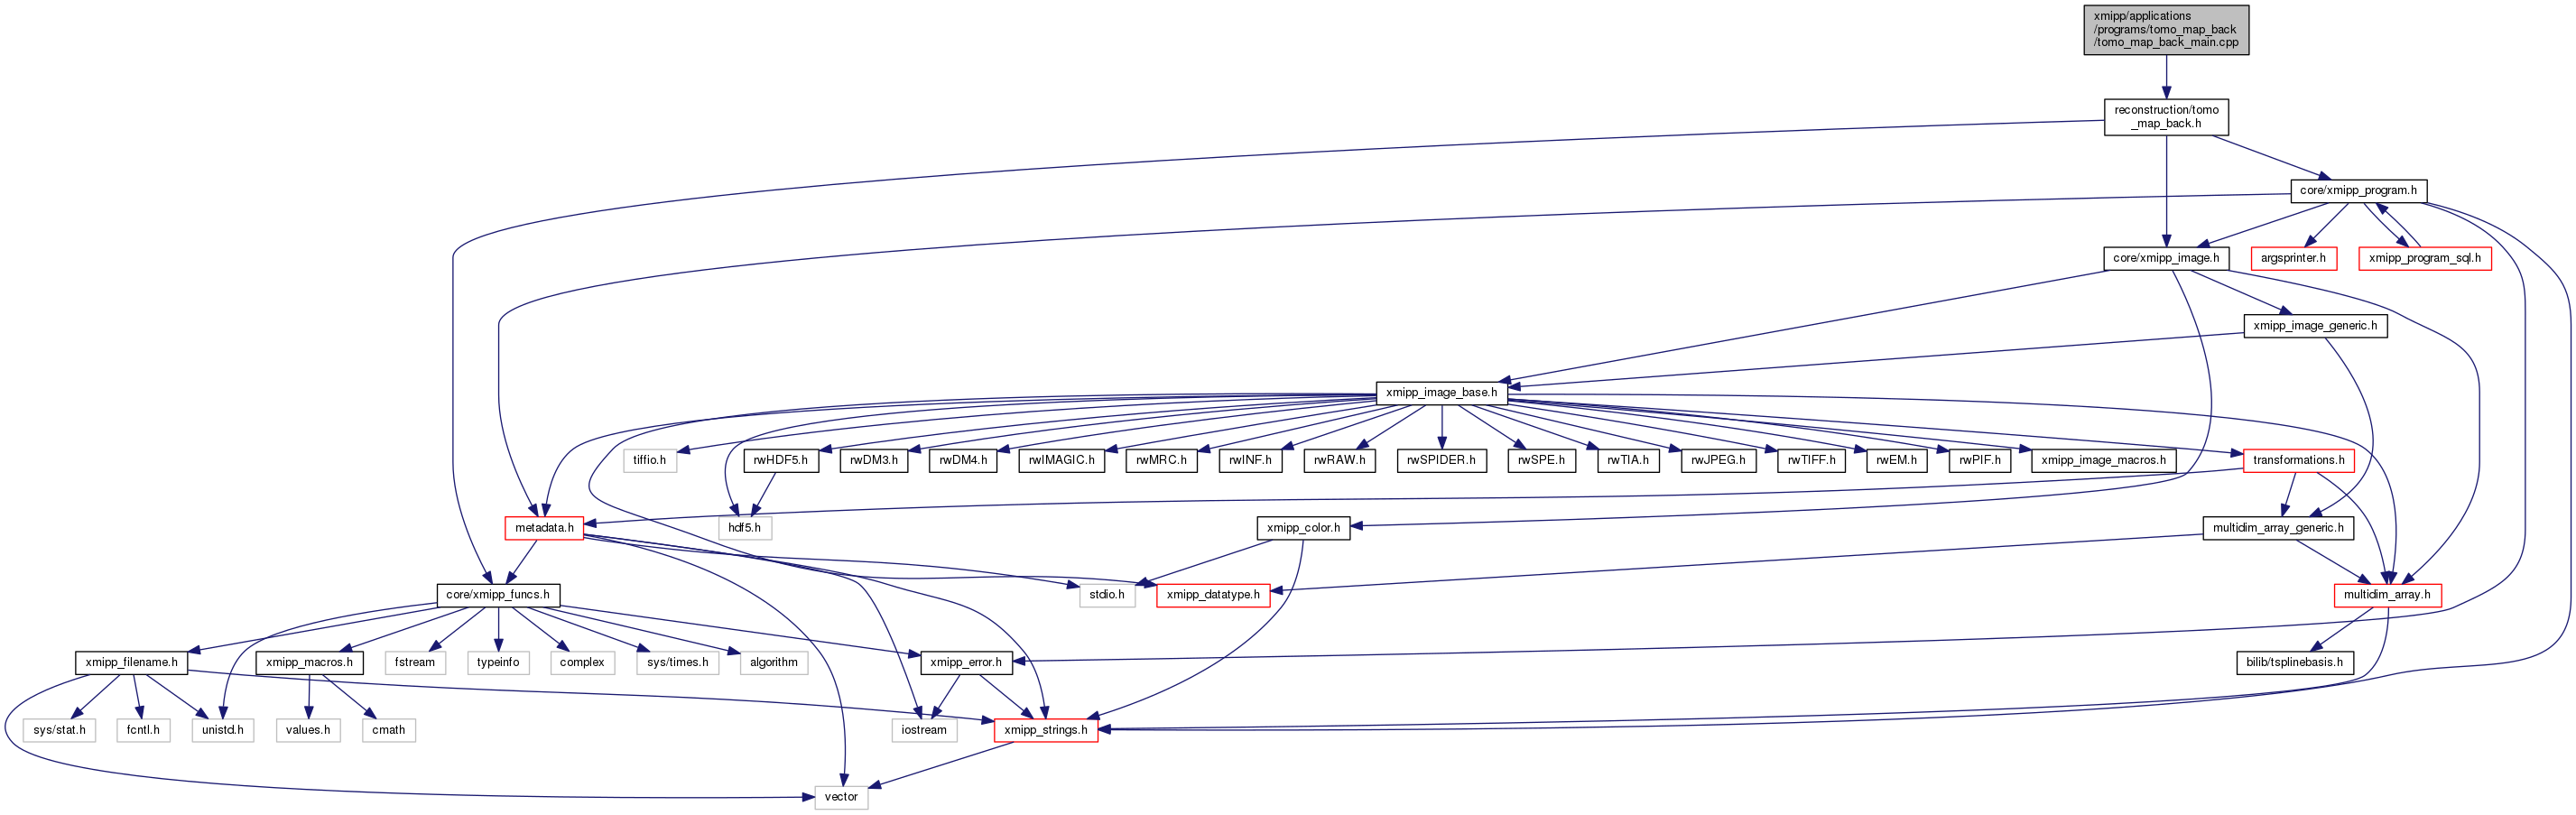 xmipp/applications
/programs/tomo_map_back
/tomo_map_back_main.cpp
reconstruction/tomo
_map_back.h
core/xmipp_program.h
core/xmipp_image.h
argsprinter.h
xmipp_program_sql.h
xmipp_image_generic.h
xmipp_image_base.h
tiffio.h
rwHDF5.h
rwDM3.h
rwDM4.h
rwIMAGIC.h
rwMRC.h
rwINF.h
rwRAW.h
rwSPIDER.h
rwSPE.h
rwTIA.h
rwJPEG.h
rwTIFF.h
rwEM.h
rwPIF.h
xmipp_image_macros.h
transformations.h
metadata.h
hdf5.h
xmipp_color.h
multidim_array_generic.h
core/xmipp_funcs.h
stdio.h
xmipp_datatype.h
multidim_array.h
xmipp_filename.h
xmipp_macros.h
fstream
typeinfo
complex
sys/times.h
algorithm
xmipp_error.h
bilib/tsplinebasis.h
sys/stat.h
fcntl.h
unistd.h
values.h
cmath
iostream
xmipp_strings.h
vector